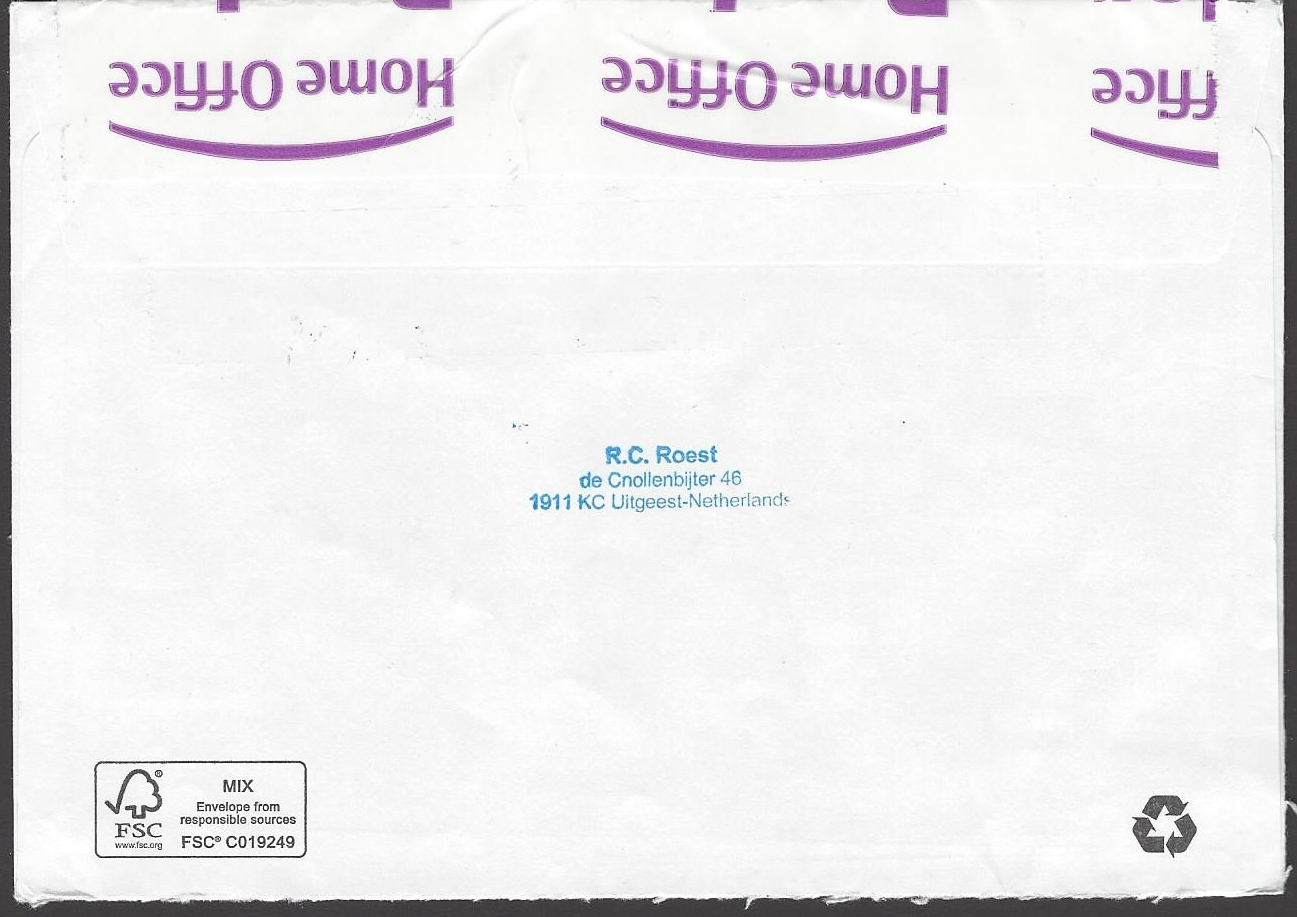 Home Office Home Office ffice
R.C. Roest
de Cnollenbijter 46
1911 KC Uitgeest-Netherlands
FSC®
www.fsc.org
MIX
Envelope from
responsible sources
FSC® C019249